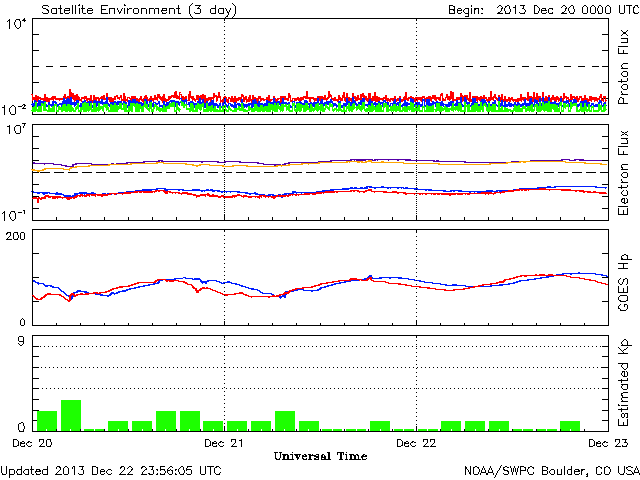 Satellite Environment (3 day) Begin: 2013 Dec 20 0000 UTC
10⁴
10⁻²
Proton Flux
10⁷
10⁻¹
Electron Flux
200
0
GOES Hp
9
0
Estimated Kp
Dec 20 Dec 21 Dec 22 Dec 23
Universal Time
Updated 2013 Dec 22 23:56:05 UTC NOAA/SWPC Boulder, CO USA